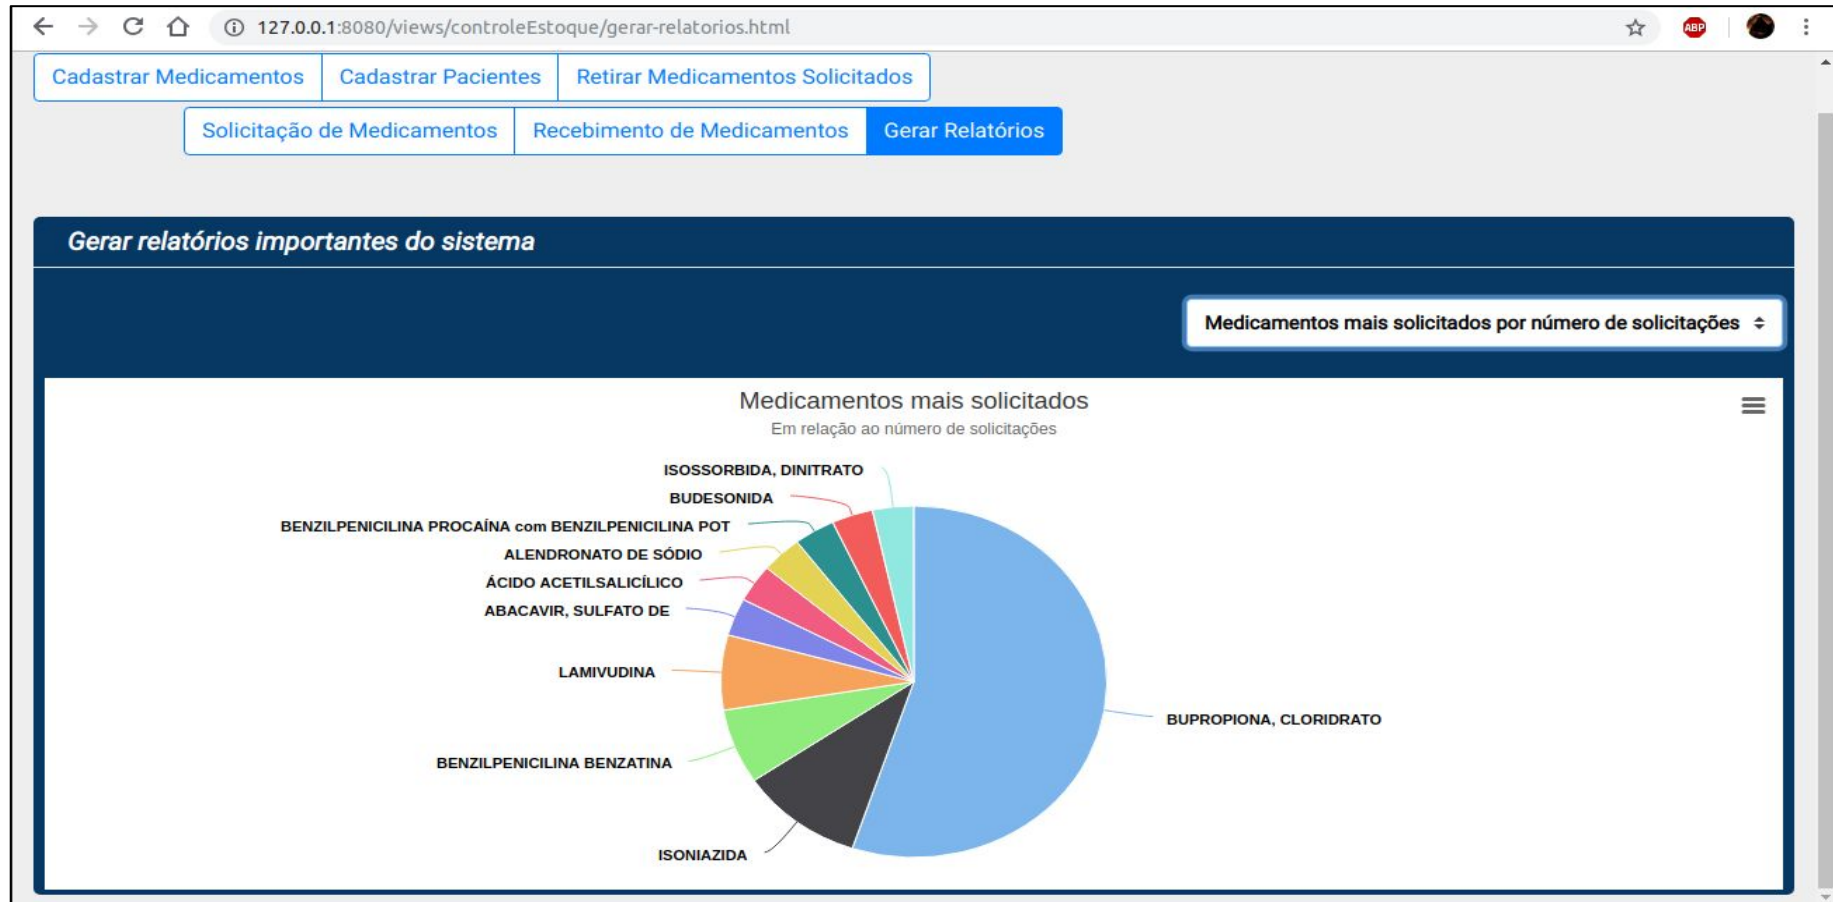 127.0.0.1:8080/views/controleEstoque/gerar-relatorios.html
ABP
Cadastrar Medicamentos
Cadastrar Pacientes
Retirar Medicamentos Solicitados
Solicitação de Medicamentos
Recebimento de Medicamentos
Gerar Relatórios
Gerar relatórios importantes do sistema
Medicamentos mais solicitados por número de solicitações
Medicamentos mais solicitados
Em relação ao número de solicitações
ISOSSORBIDA, DINITRATO
BUDESONIDA
BENZILPENICILINA PROCAÍNA com BENZILPENICILINA POT
ALENDRONATO DE SÓDIO
ÁCIDO ACETILSALICÍLICO
ABACAVIR, SULFATO DE
LAMIVUDINA
BUPROPIONA, CLORIDRATO
BENZILPENICILINA BENZATINA
ISONIAZIDA